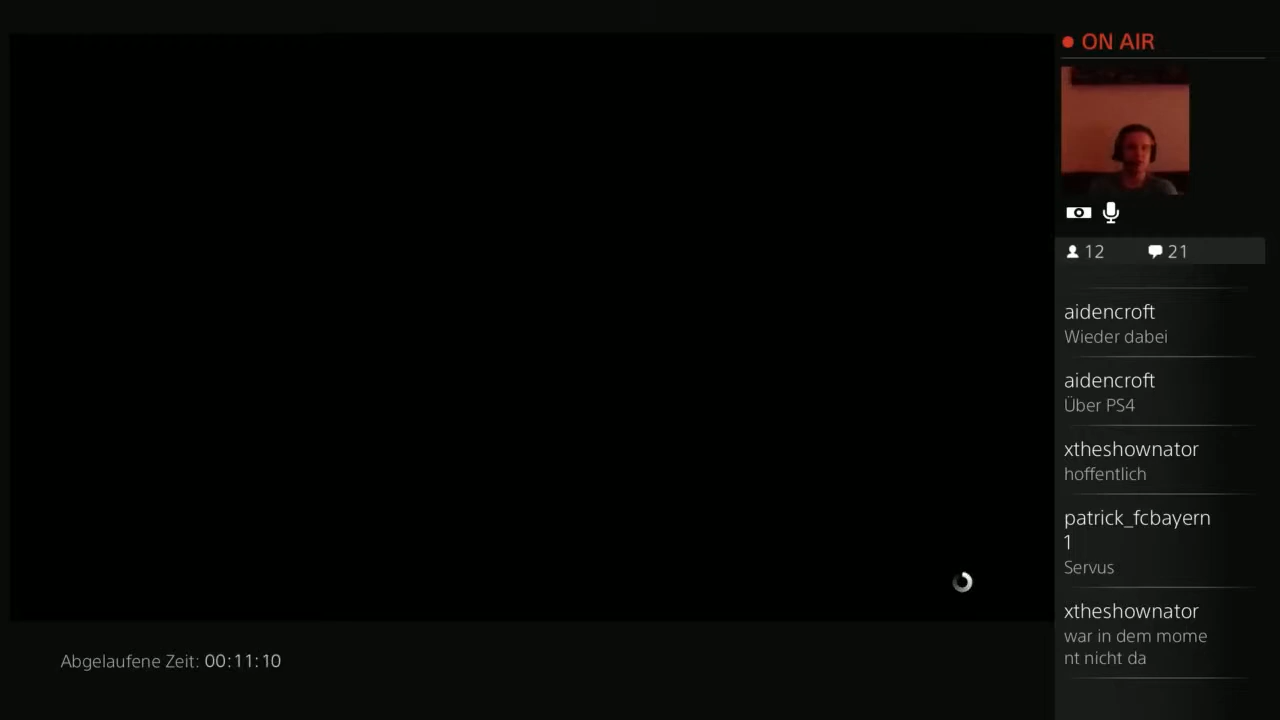 ON AIR
12 21
aidencroft
Wieder dabei
aidencroft
Über PS4
xtheshownator
hoffentlich
patrick_fcbayern
1
Servus
xtheshownator
war in dem mome
nt nicht da
Abgelaufene Zeit: 00:11:10